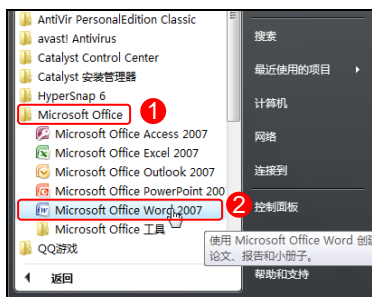 AntiVir PersonalEdition Classic
avast! Antivirus
Catalyst Control Center
Catalyst 安装管理器
HyperSnap 6
Microsoft Office
1
Microsoft Office Access 2007
Microsoft Office Excel 2007
Microsoft Office Outlook 2007
Microsoft Office PowerPoint 200
Microsoft Office Word 2007
2
Microsoft Office 工具
QQ游戏
返回
搜索
最近使用的项目
计算机
网络
连接到
控制面板
使用 Microsoft Office Word 创建
论文、报告和小册子。
帮助和支持